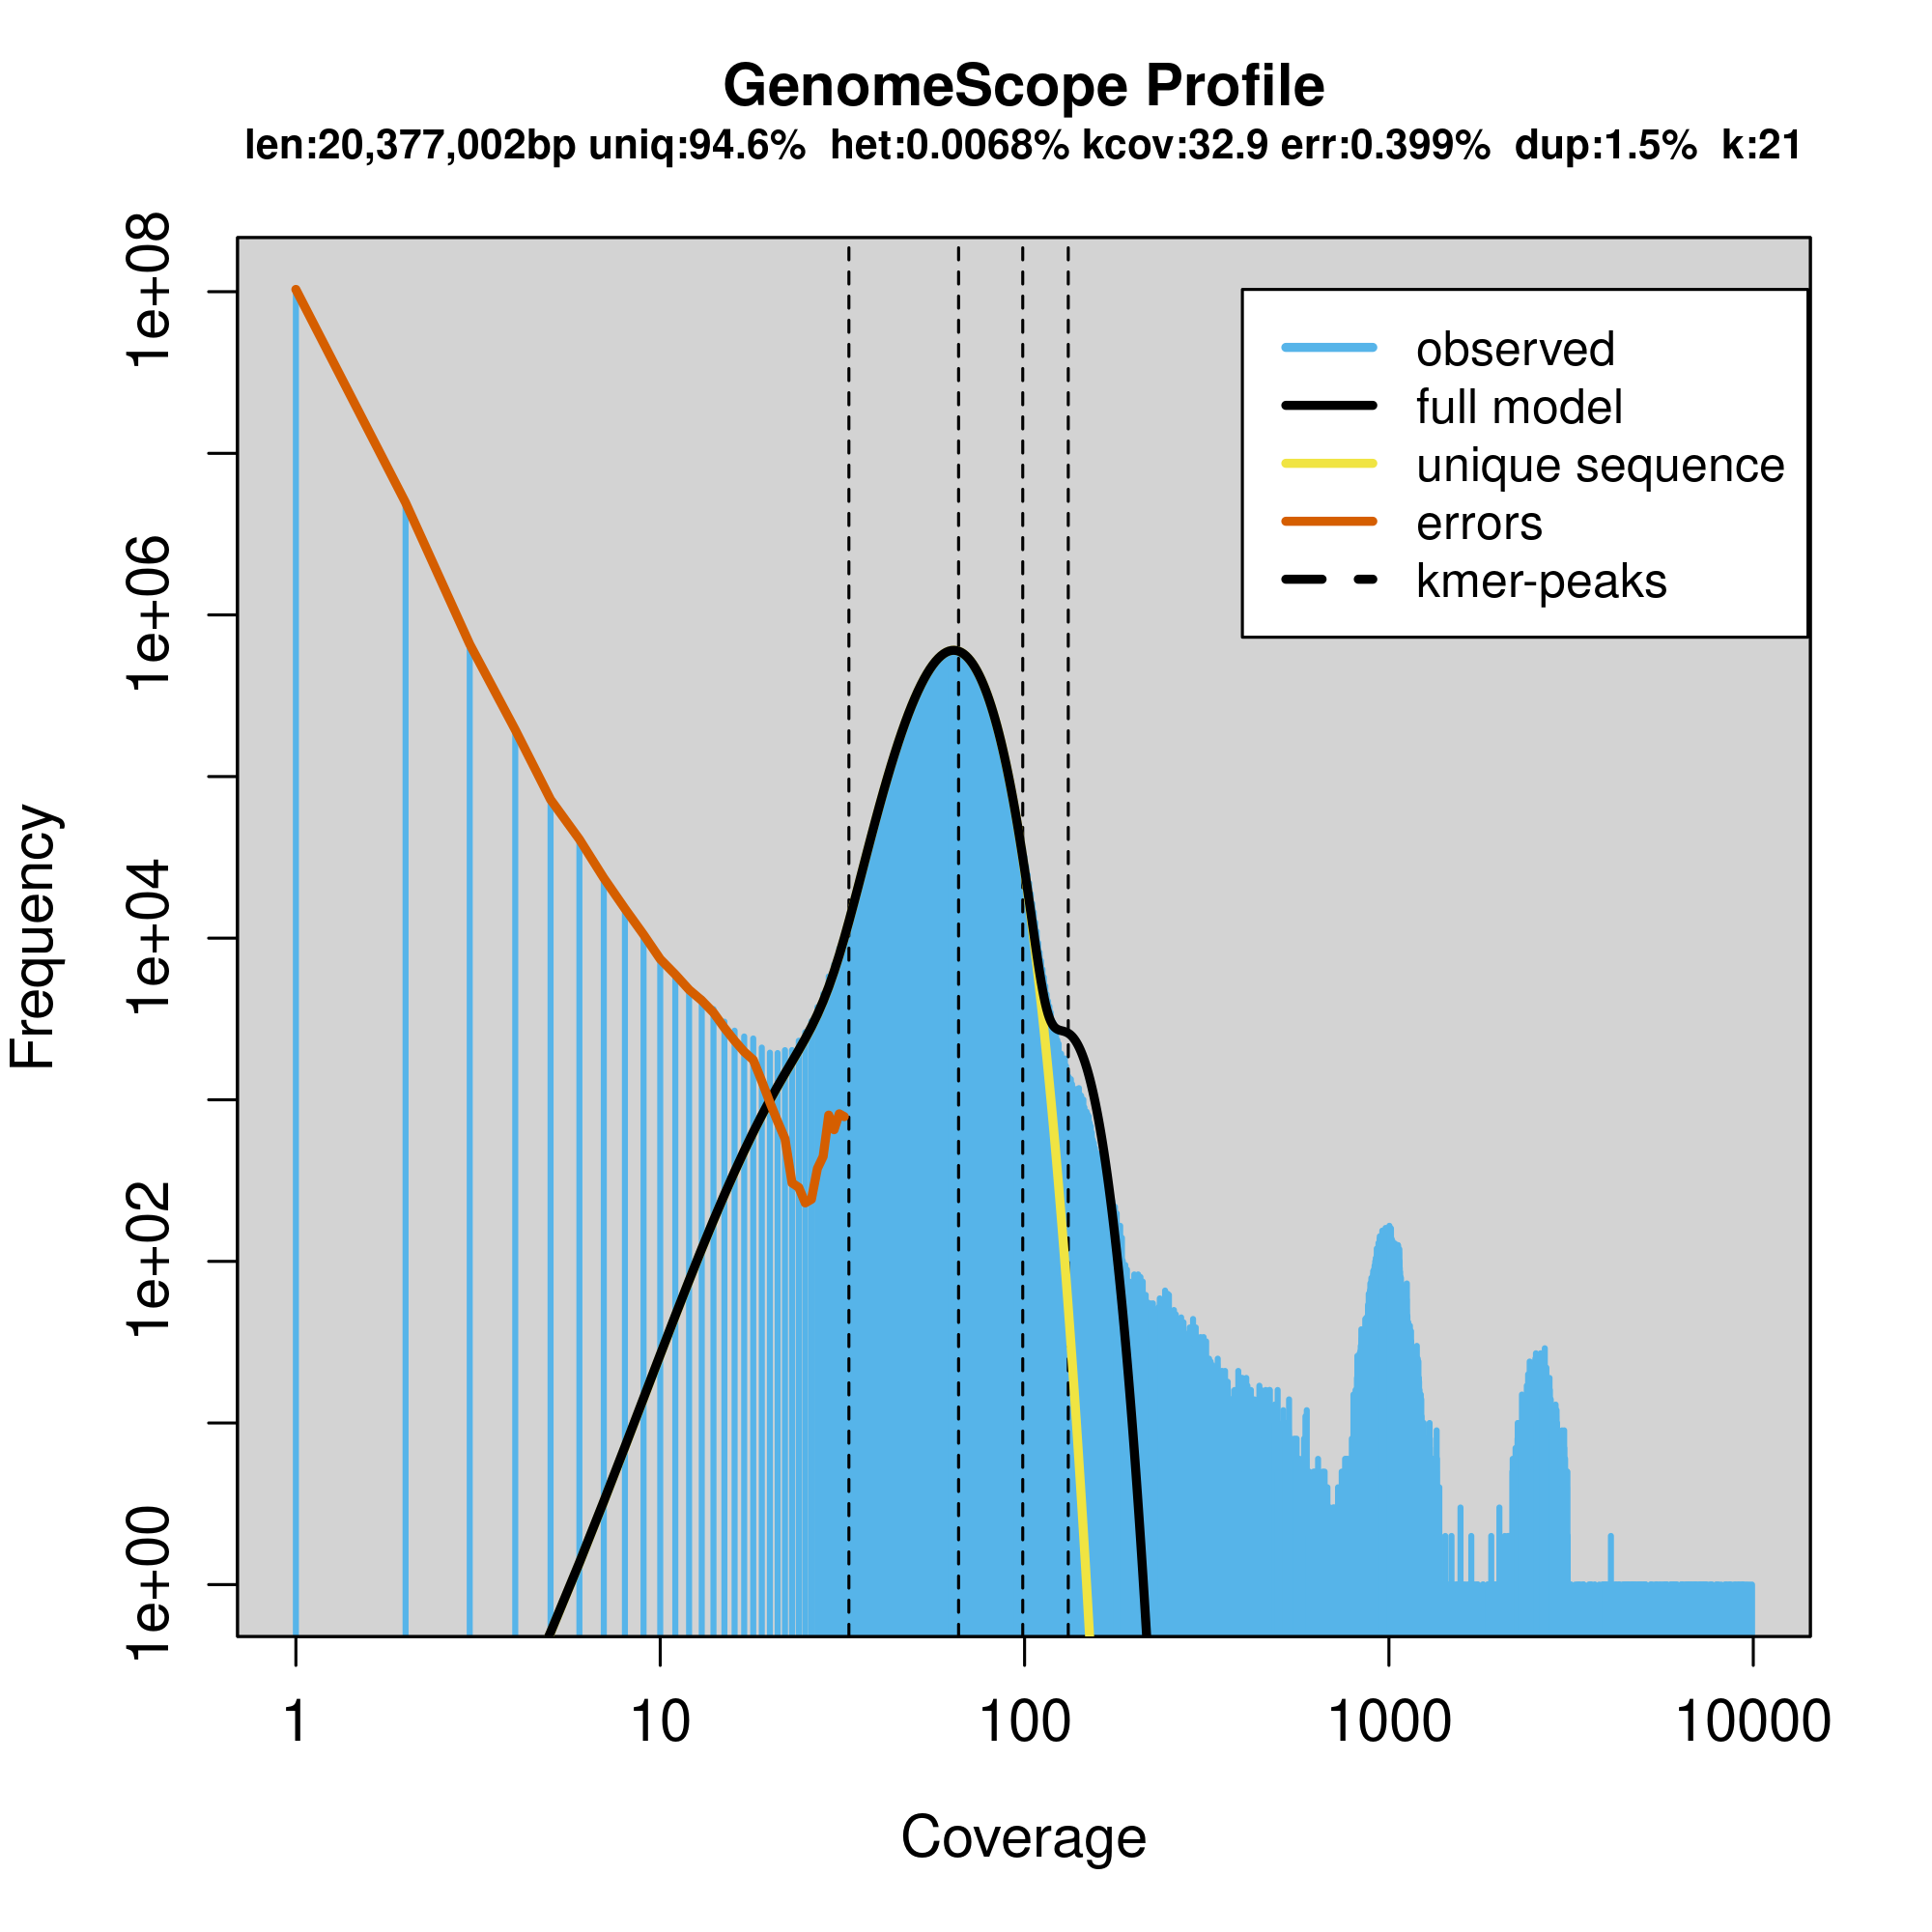 GenomeScope Profile
len:20,377,002bp uniq:94.6% het:0.0068% kcov:32.9 err:0.399% dup:1.5% k:21
1e+08
1e+06
1e+04
1e+02
1e+00
Frequency
observed
full model
unique sequence
errors
kmer-peaks
1 10 100 1000 10000
Coverage